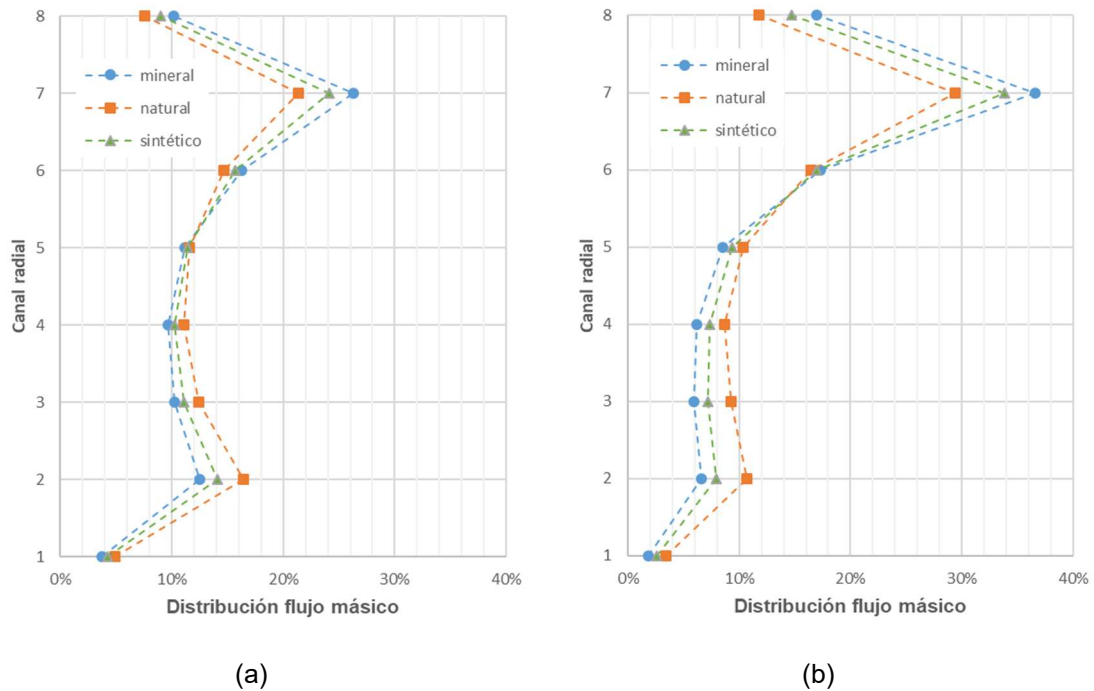 8
7
6
5
4
3
2
1
Canal radial
mineral
natural
sintético
0%
10%
20%
30%
40%
Distribución flujo másico
(a)
8
7
6
5
4
3
2
1
Canal radial
mineral
natural
sintético
0%
10%
20%
30%
40%
Distribución flujo másico
(b)